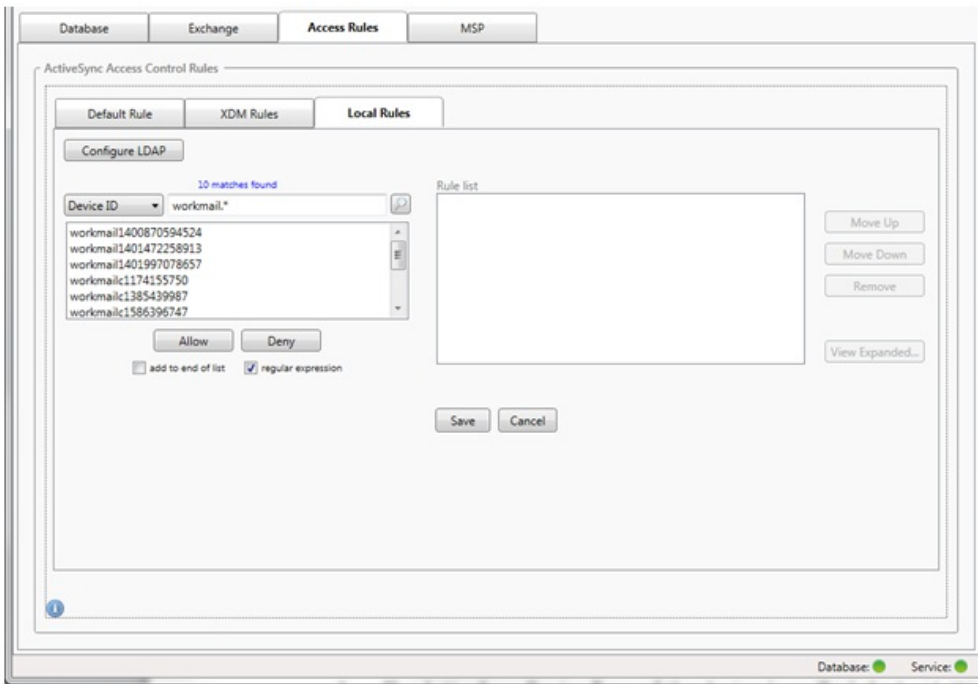 Database
Exchange
Access Rules
MSP
ActiveSync Access Control Rules
Default Rule
XDM Rules
Local Rules
Configure LDAP
10 matches found
Device ID
workmail.*
workmail1400870594524
workmail1401472258913
workmail1401997078657
workmailc1174155750
workmailc1385439987
workmailc1586396747
Allow
Deny
add to end of list
regular expression
Rule list
Move Up
Move Down
Remove
View Expanded...
Save
Cancel
Database:
Service: